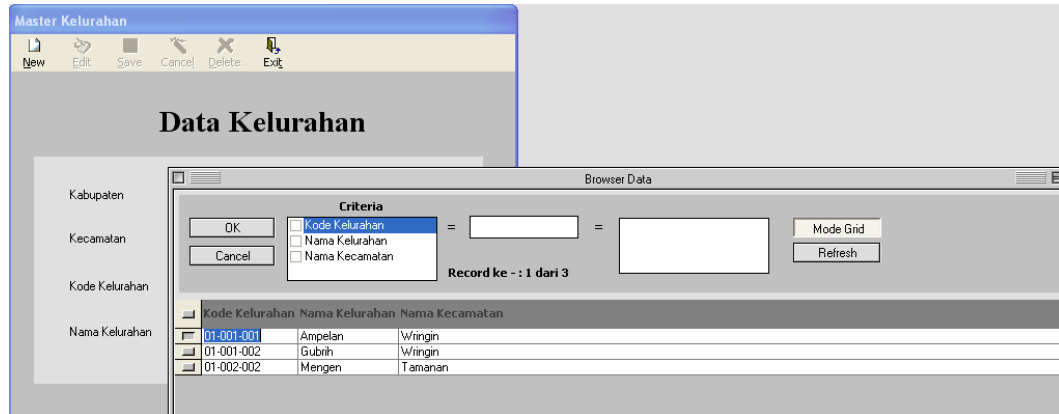 Master Kelurahan
New Edit Save Cancel Delete Exit
Data Kelurahan
Kabupaten
Kecamatan
Kode Kelurahan
Nama Kelurahan
Browser Data
Criteria
OK
Cancel
Kode Kelurahan
Nama Kelurahan
Nama Kecamatan
= =
Record ke - : 1 dari 3
Mode Grid
Refresh
Kode Kelurahan Nama Kelurahan Nama Kecamatan
01-001-001 Ampelan Wringin
01-001-002 Gubrih Wringin
01-002-002 Mengen Tamanan